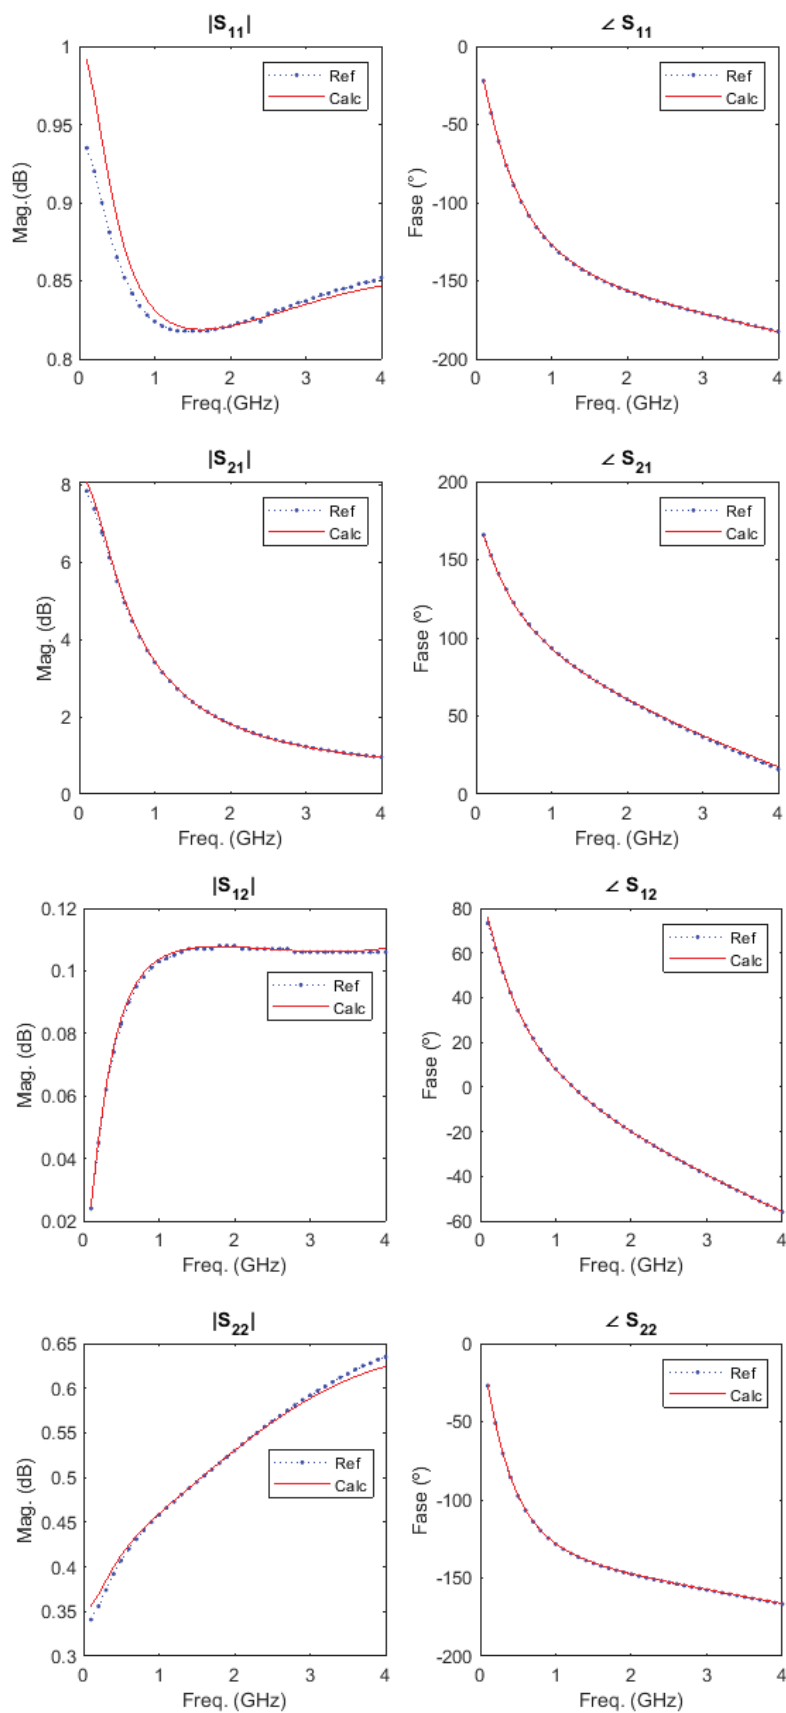 |S11|
1
0.95
0.9
0.85
0.8
Mag.(dB)
Ref
Calc
0
1
2
3
4
Freq.(GHz)
∠ S11
0
-50
-100
-150
-200
Fase (°)
Ref
Calc
0
1
2
3
4
Freq. (GHz)
|S21|
8
6
4
2
0
Mag. (dB)
Ref
Calc
0
1
2
3
4
Freq. (GHz)
∠ S21
200
150
100
50
0
Fase (º)
Ref
Calc
0
1
2
3
4
Freq. (GHz)
|S12|
0.12
0.1
0.08
0.06
0.04
0.02
Mag. (dB)
Ref
Calc
0
1
2
3
4
Freq. (GHz)
∠ S12
80
60
40
20
0
-20
-40
-60
Fase (º)
Ref
Calc
0
1
2
3
4
Freq. (GHz)
|S22|
0.65
0.6
0.55
0.5
0.45
0.4
0.35
0.3
Mag. (dB)
Ref
Calc
0
1
2
3
4
Freq. (GHz)
∠ S22
0
-50
-100
-150
-200
Fase (º)
Ref
Calc
0
1
2
3
4
Freq. (GHz)